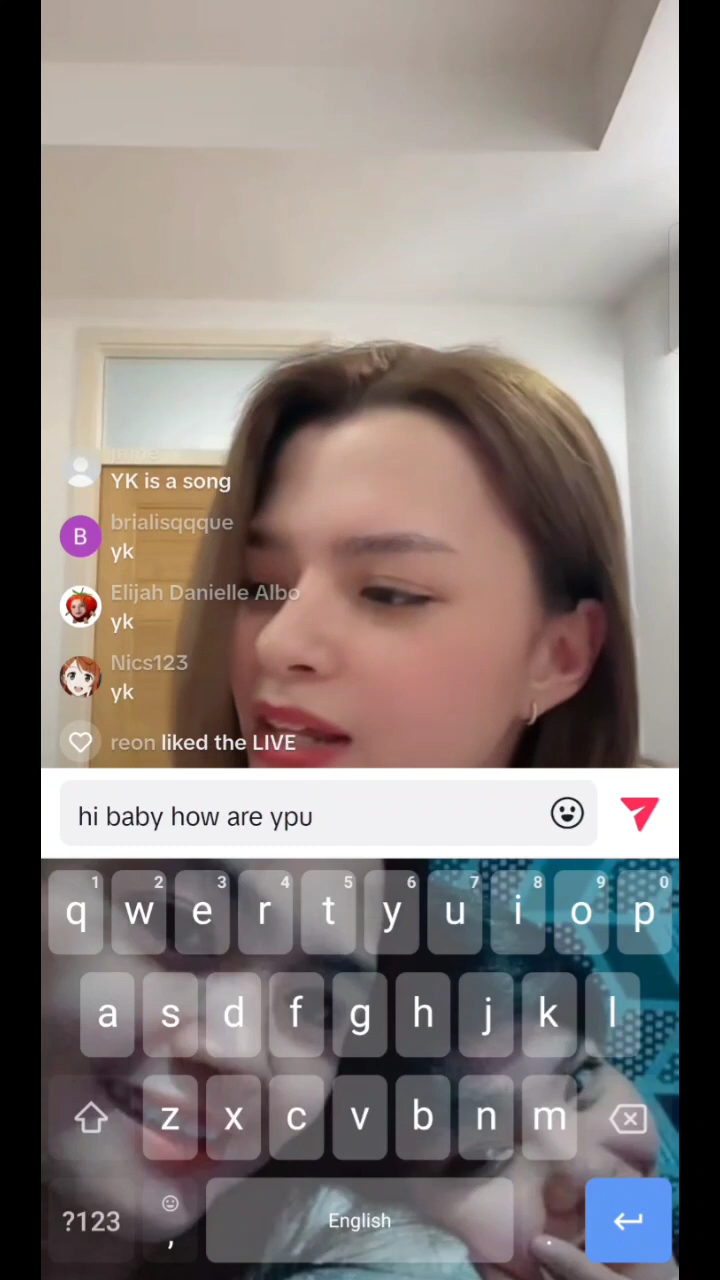 YK is a song
brialisqqque
yk
Elijah Danielle Albo
yk
Nics123
yk
reon liked the LIVE
hi baby how are ypu
1 2 3 4 5 6 7 8 9 0
q w e r t y u i o p
a s d f g h j k l
z x c v b n m
?123 , English .